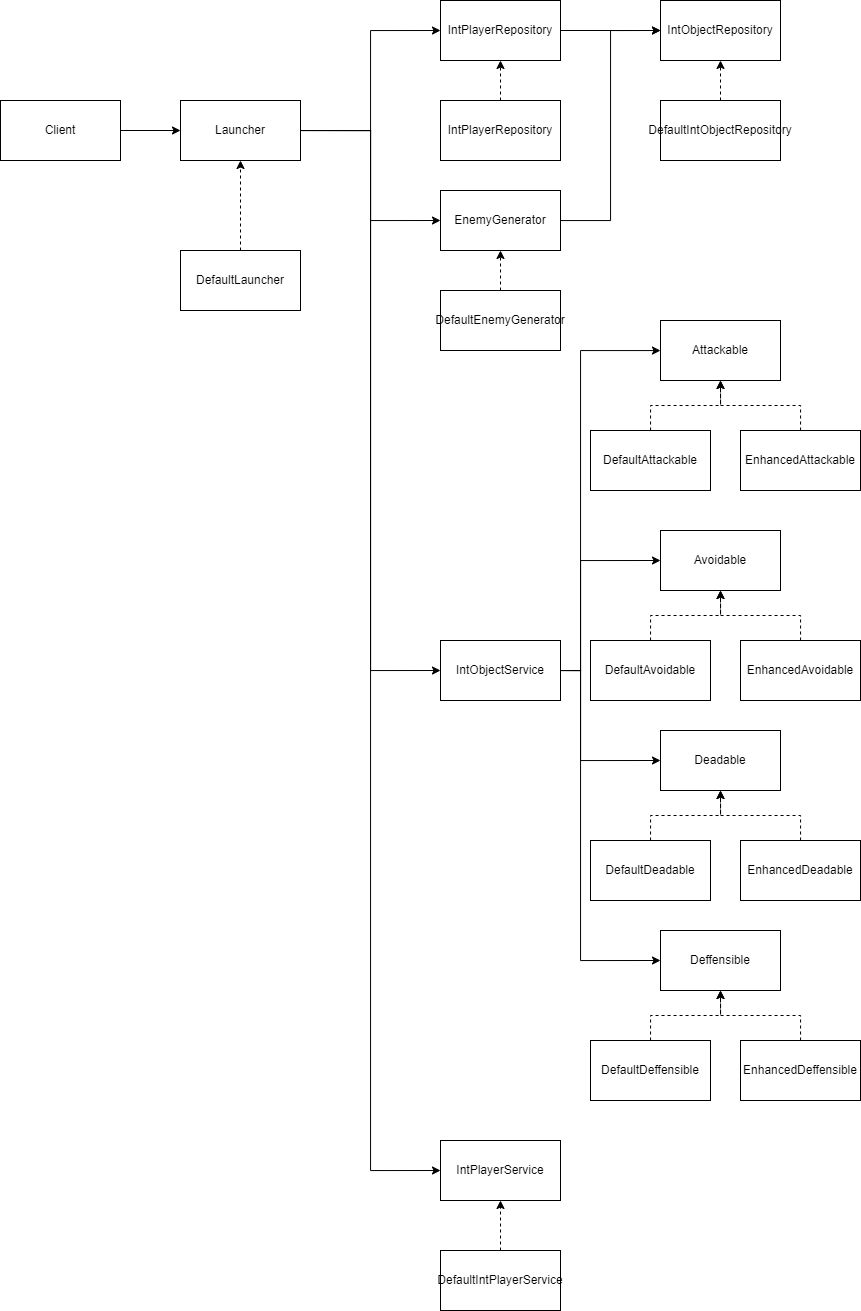 IntPlayerRepository
IntObjectRepository
Client
Launcher
IntPlayerRepository
DefaultIntObjectRepository
EnemyGenerator
DefaultLauncher
DefaultEnemyGenerator
Attackable
DefaultAttackable
EnhancedAttackable
Avoidable
IntObjectService
DefaultAvoidable
EnhancedAvoidable
Deadable
DefaultDeadable
EnhancedDeadable
Deffensible
DefaultDeffensible
EnhancedDeffensible
IntPlayerService
DefaultIntPlayerService